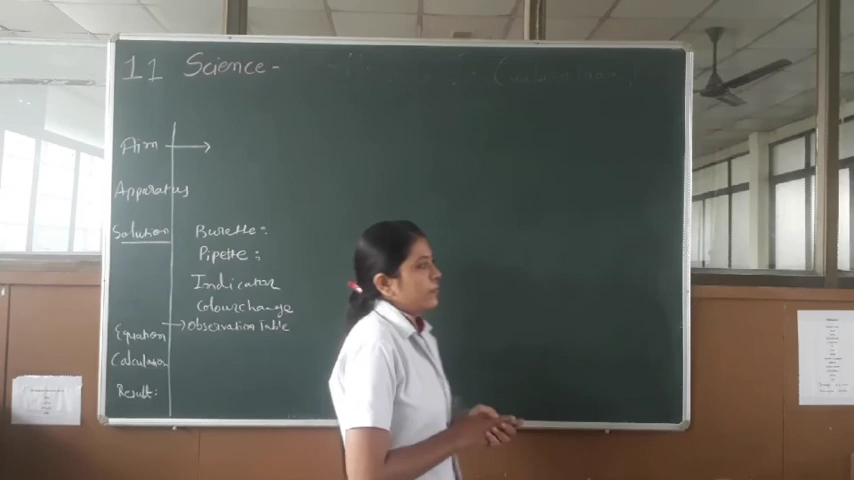 11 Science -
Aim
Apparatus
Solution
Burette:
Pipette:
Indicator
Colourchange
Equation
Observation Table
Calculation
Result: